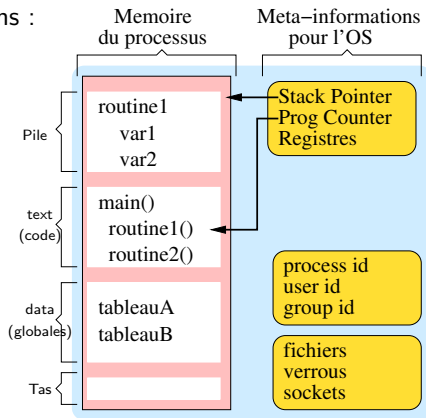 ns :
Memoire
du processus
Meta−informations
pour l'OS
Pile
routine1
var1
var2
Stack Pointer
Prog Counter
Registres
text
(code)
main()
routine1()
routine2()
data
(globales)
tableauA
tableauB
process id
user id
group id
Tas
fichiers
verrous
sockets